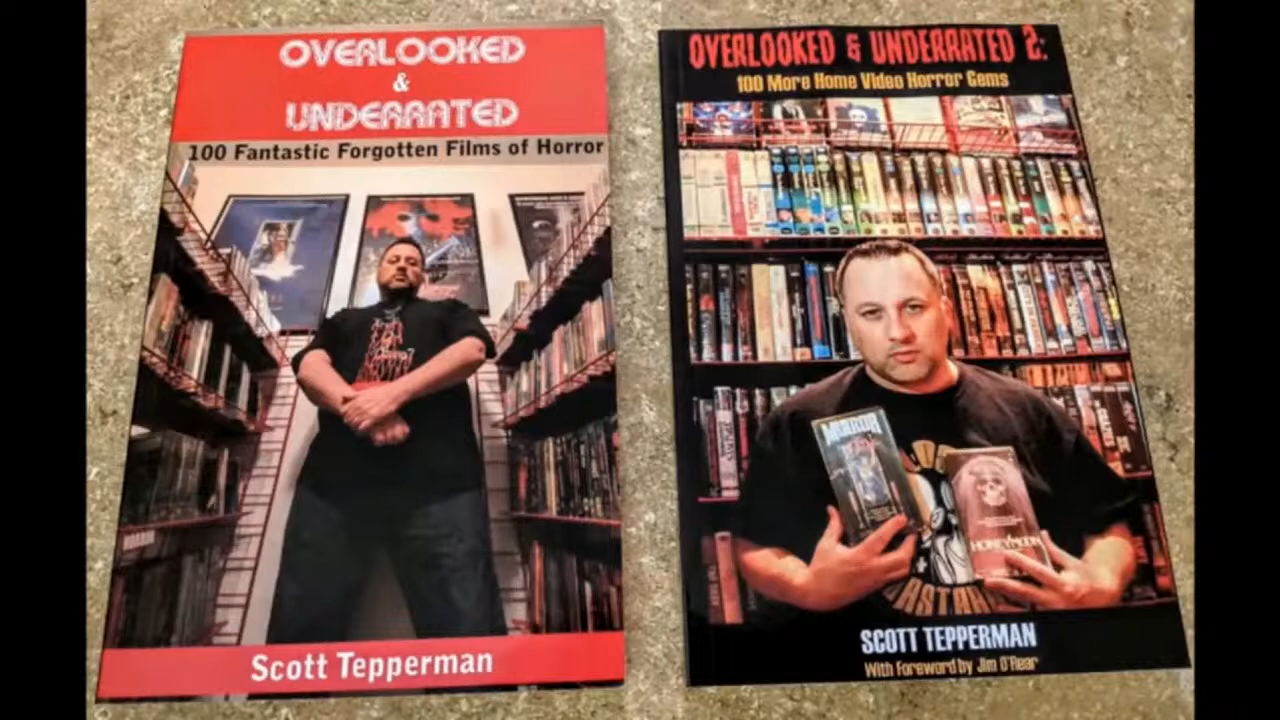 OVERLOOKED
&
UNDERRATED
100 Fantastic Forgotten Films of Horror
Scott Tepperman
OVERLOOKED & UNDERRATED 2:
100 More Home Video Horror Gems
HONEYMOON
SCOTT TEPPERMAN
With Foreword by Jim O'Rear